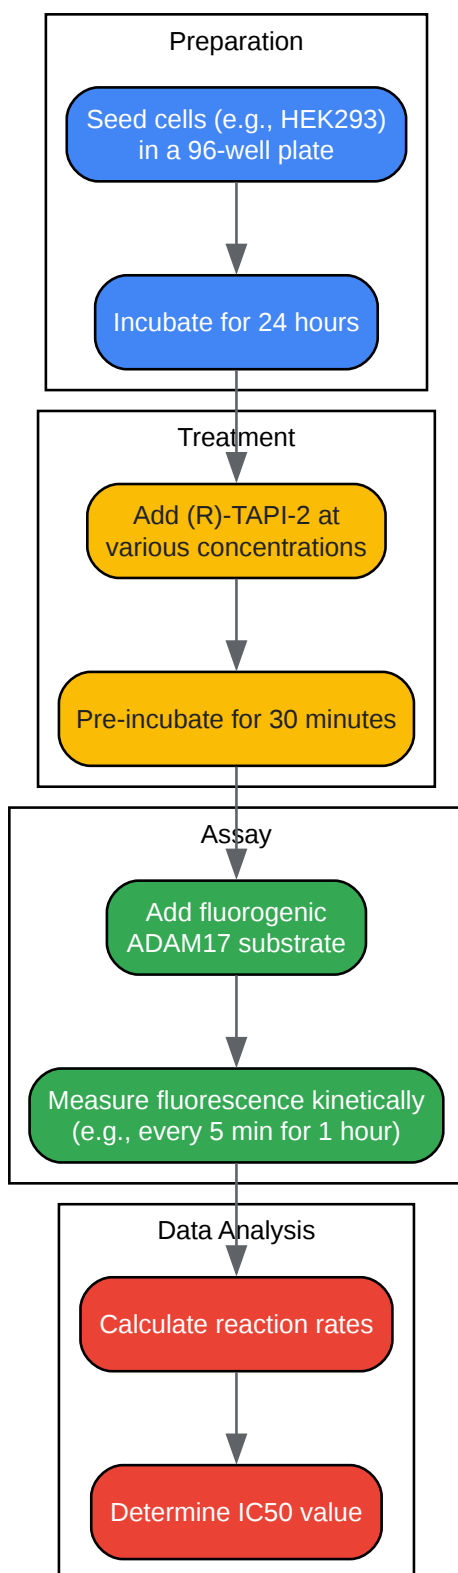 Preparation
Seed cells (e.g., HEK293)
in a 96-well plate
Incubate for 24 hours
Treatment
Add (R)-TAPI-2 at
various concentrations
Pre-incubate for 30 minutes
Assay
Add fluorogenic
ADAM17 substrate
Measure fluorescence kinetically
(e.g., every 5 min for 1 hour)
Data Analysis
Calculate reaction rates
Determine IC50 value